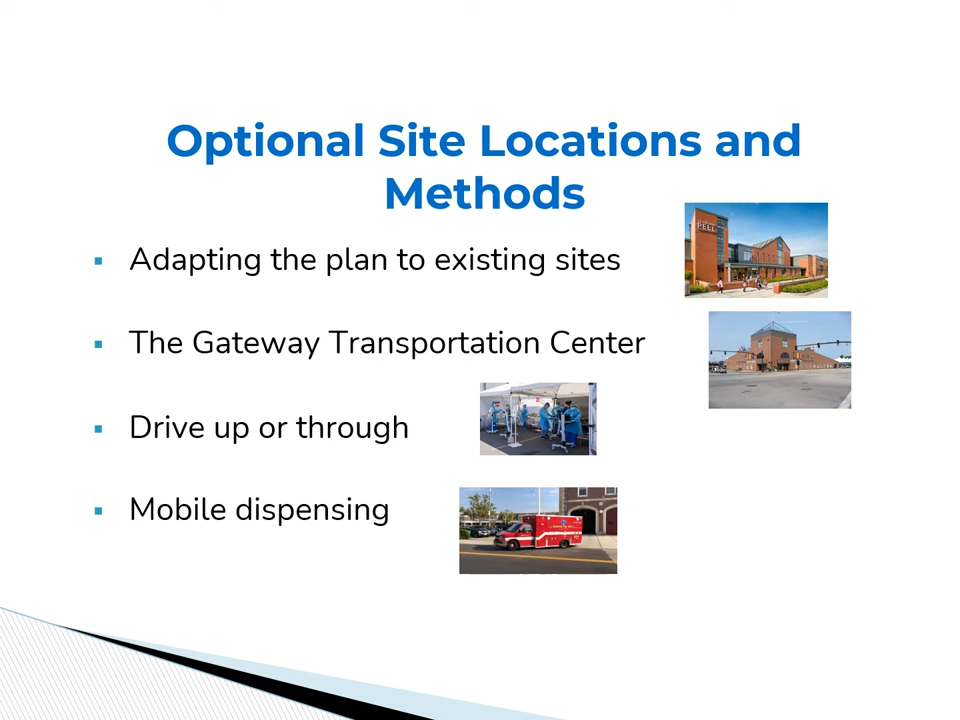 Optional Site Locations and
Methods
PELL
Adapting the plan to existing sites
The Gateway Transportation Center
Drive up or through
Mobile dispensing